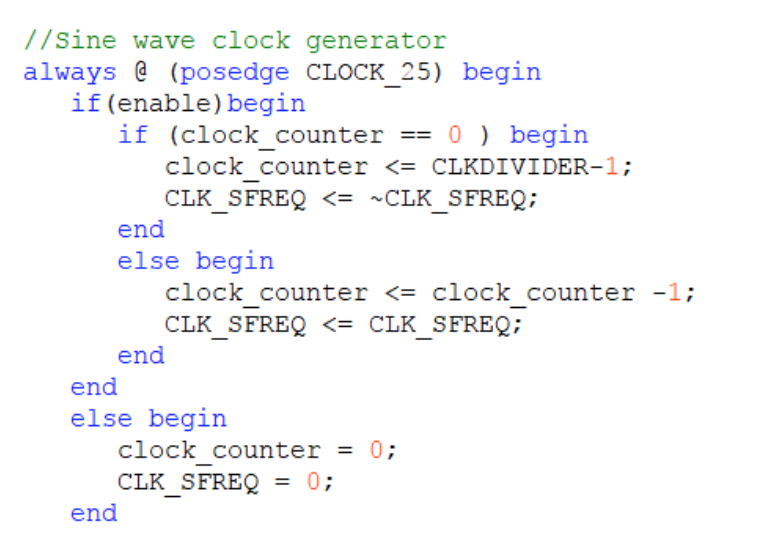 //Sine wave clock generator
always @ (posedge CLOCK_25) begin
   if(enable)begin
      if (clock_counter == 0 ) begin
         clock_counter <= CLKDIVIDER-1;
         CLK_SFREQ <= ~CLK_SFREQ;
      end
      else begin
         clock_counter <= clock_counter -1;
         CLK_SFREQ <= CLK_SFREQ;
      end
   end
   else begin
      clock_counter = 0;
      CLK_SFREQ = 0;
   end